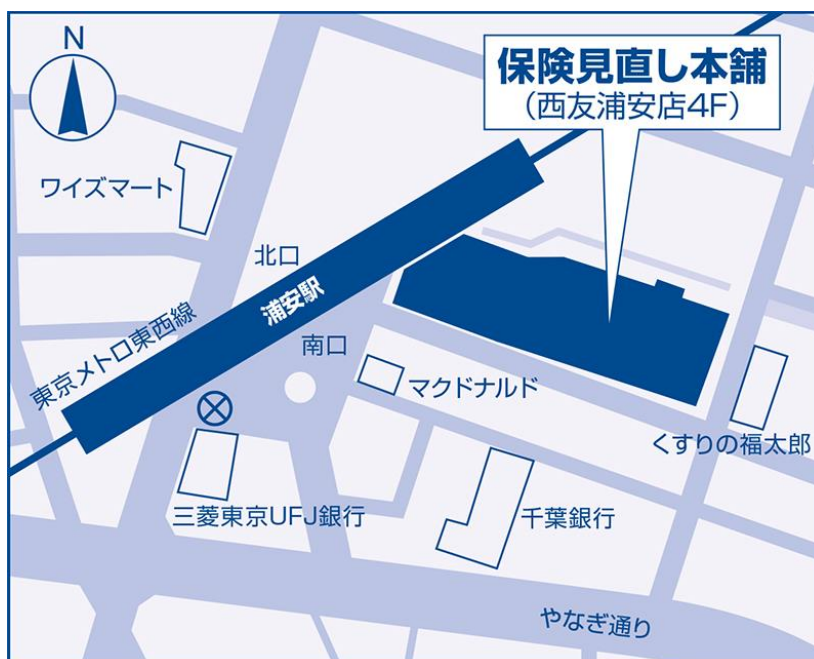 N
保険見直し本舗
(西友浦安店4F)
ワイズマート
北口
浦安駅
東京メトロ東西線
南口
マクドナルド
くすりの福太郎
三菱東京UFJ銀行
千葉銀行
やなぎ通り